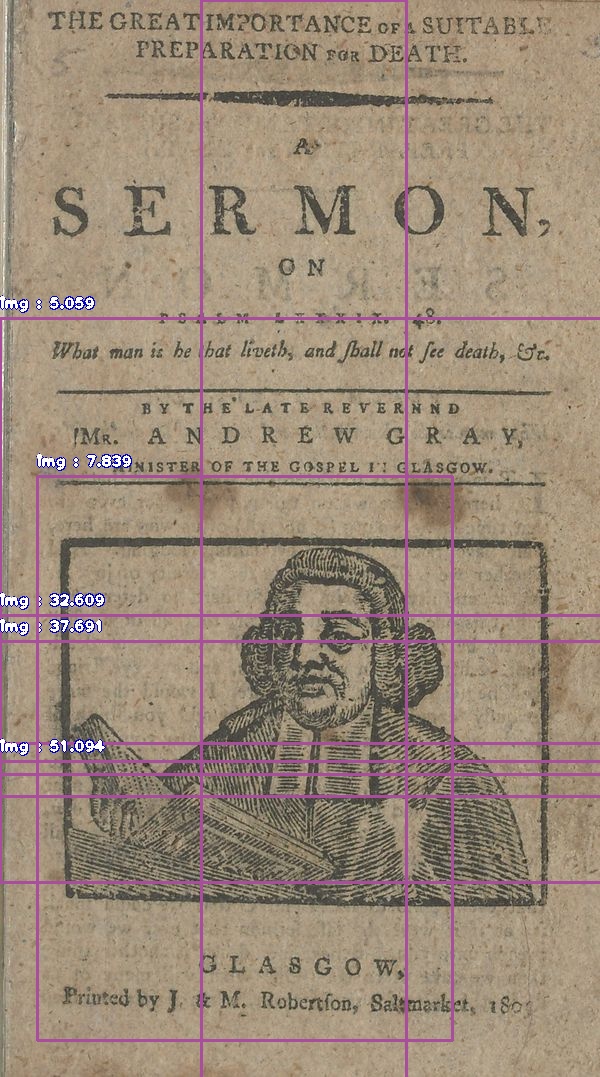 THE GREAT IMPORTANCE OF A SUITABLE
PREPARATION FOR DEATH.
A
SERMON,
ON
PSALM LXXXIX. 48.
What man is he that liveth, and ſhall not ſee death, &c.
BY THE LATE REVERNND
MR. ANDREW GRAY,
MINISTER OF THE GOSPEL IN GLASGOW.
GLASGOW,
Printed by J. & M. Robertſon, Saltmarket,
Img : 5.059
Img : 7.839
Img : 32.609
Img : 37.691
Img : 51.094